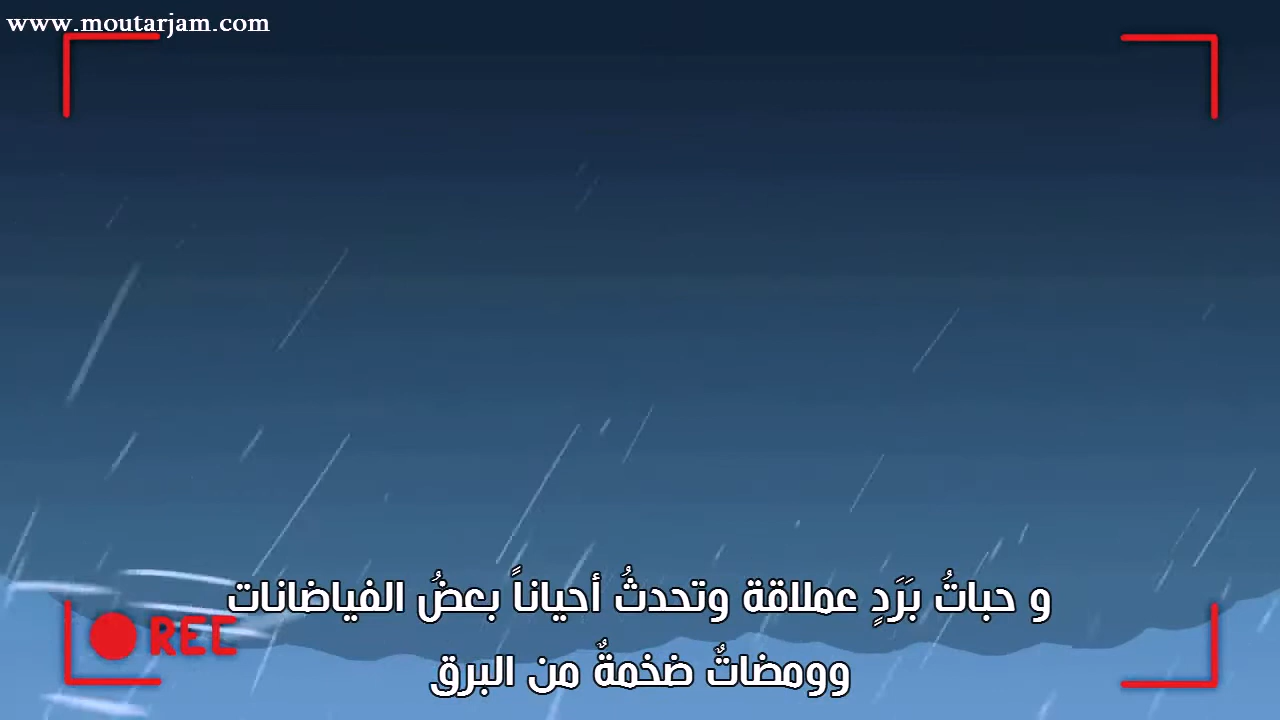 www.moutarjam.com
و حباتُ بَرَدٍ عملاقة وتحدثُ أحياناً بعضُ الفياضانات
وومضاتٌ ضخمةٌ من البرق
REC